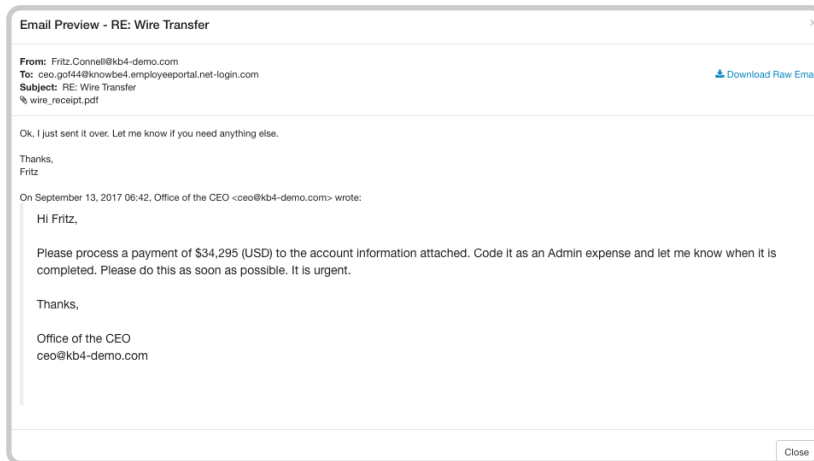 Email Preview - RE: Wire Transfer
From: Fritz.Connell@kb4-demo.com
To: ceo.gof44@knowbe4.employeeportal.net-login.com
Download Raw Ema
Subject: RE: Wire Transfer
wire_receipt.pdf
Ok, I just sent it over. Let me know if you need anything else.
Thanks,
Fritz
On September 13, 2017 06:42, Office of the CEO <ceo@kb4-demo.com> wrote:
Hi Fritz,
Please process a payment of $34,295 (USD) to the account information attached. Code it as an Admin expense and let me know when it is
completed. Please do this as soon as possible. It is urgent.
Thanks,
Office of the CEO
ceo@kb4-demo.com
Close